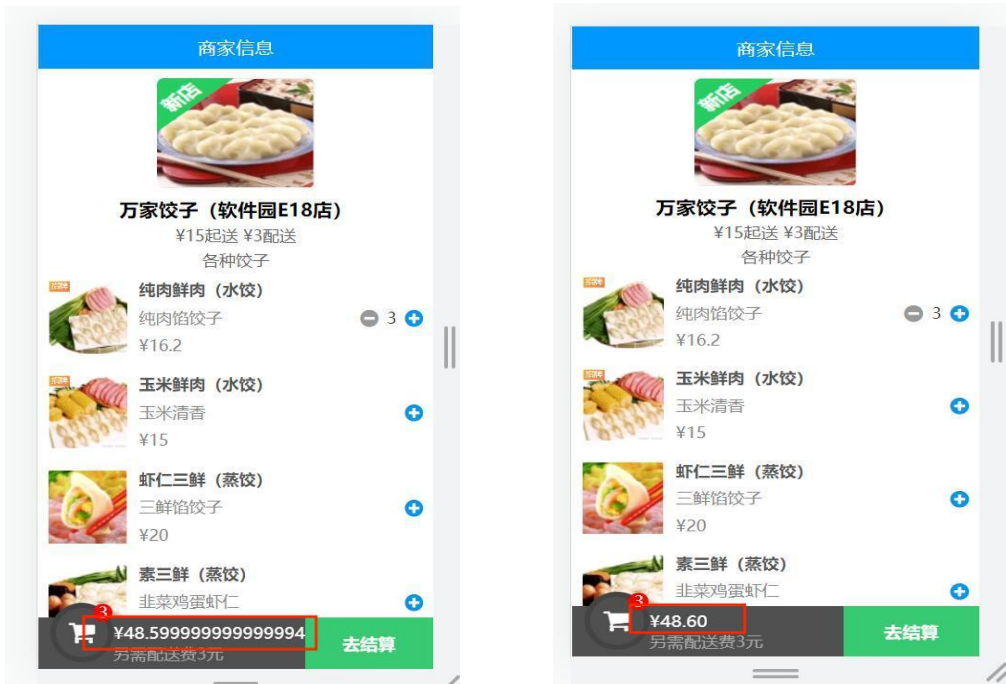 商家信息
新店
万家饺子（软件园E18店）
¥15起送 ¥3配送
各种饺子
纯肉鲜肉（水饺）
纯肉馅饺子
3
¥16.2
玉米鲜肉（水饺）
玉米清香
¥15
虾仁三鲜（蒸饺）
三鲜馅饺子
¥20
素三鲜（蒸饺）
韭菜鸡蛋虾仁
3
¥48.599999999999994
另需配送费3元
去结算
商家信息
新店
万家饺子（软件园E18店）
¥15起送 ¥3配送
各种饺子
纯肉鲜肉（水饺）
纯肉馅饺子
3
¥16.2
玉米鲜肉（水饺）
玉米清香
¥15
虾仁三鲜（蒸饺）
三鲜馅饺子
¥20
素三鲜（蒸饺）
韭菜鸡蛋虾仁
3
¥48.60
另需配送费3元
去结算